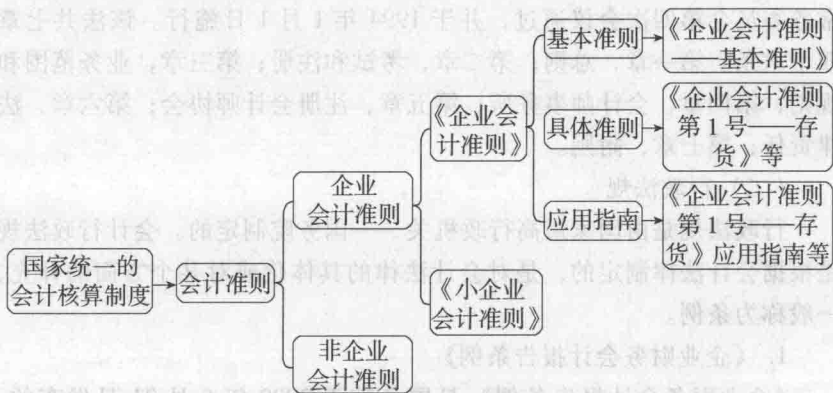 国家统一的
会计核算制度
会计准则
企业
会计准则
非企业
会计准则
《企业会
计准则》
《小企业
会计准则》
基本准则
《企业会计准则
基本准则》
具体准则
《企业会计准则
第1号——存
货》等
应用指南
《企业会计准则
第1号——存
货》应用指南等